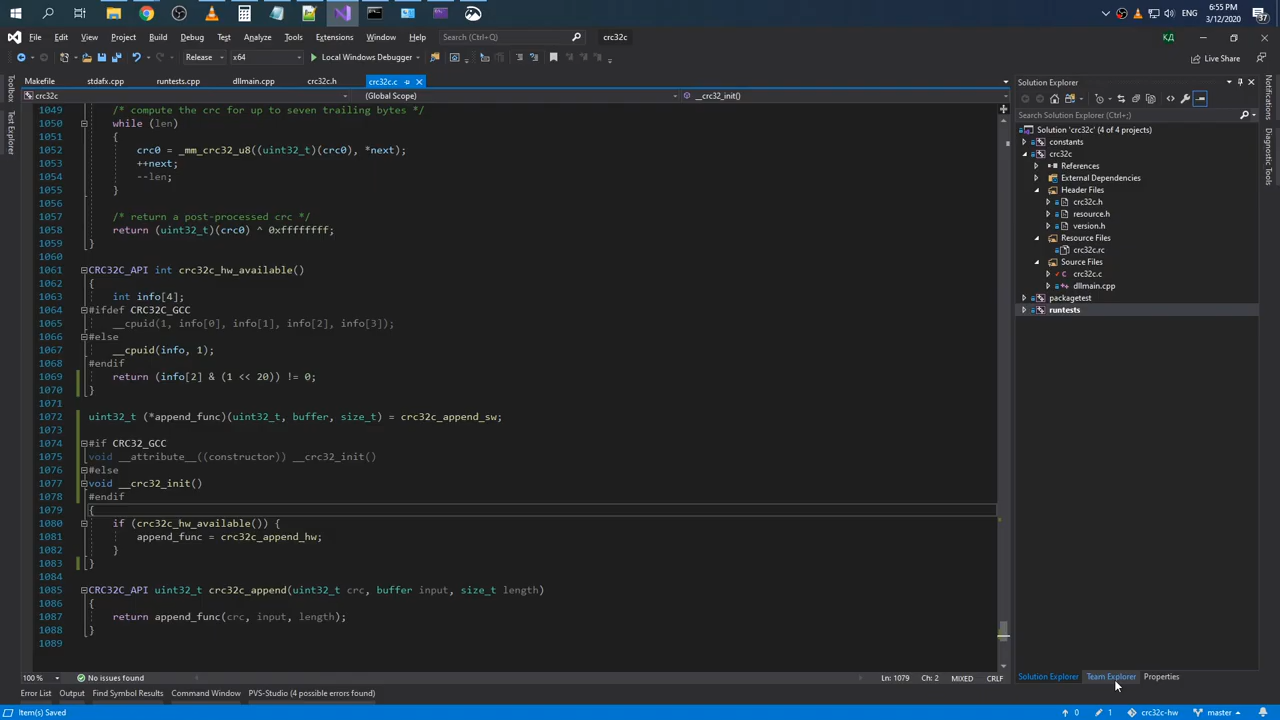 6:55 PM
ENG
3/12/2020
37
File Edit View Project Build Debug Test Analyze Tools Extensions Window Help
Search (Ctrl+Q)
crc32c
КД
Release
x64
Local Windows Debugger
Live Share
Makefile
stdafx.cpp
runtests.cpp
dllmain.cpp
crc32c.h
crc32c.c
crc32c
(Global Scope)
__crc32_init()
Toolbox
Test Explorer
1049 /* compute the crc for up to seven trailing bytes */
1050 while (len)
1051 {
1052 crc0 = _mm_crc32_u8((uint32_t)(crc0), *next);
1053 ++next;
1054 --len;
1055 }
1056
1057 /* return a post-processed crc */
1058 return (uint32_t)(crc0) ^ 0xffffffff;
1059 }
1060
1061 CRC32C_API int crc32c_hw_available()
1062 {
1063 int info[4];
1064 #ifdef CRC32C_GCC
1065 __cpuid(1, info[0], info[1], info[2], info[3]);
1066 #else
1067 __cpuid(info, 1);
1068 #endif
1069 return (info[2] & (1 << 20)) != 0;
1070 }
1071
1072 uint32_t (*append_func)(uint32_t, buffer, size_t) = crc32c_append_sw;
1073
1074 #if CRC32_GCC
1075 void __attribute__((constructor)) __crc32_init()
1076 #else
1077 void __crc32_init()
1078 #endif
1079 {
1080 if (crc32c_hw_available()) {
1081 append_func = crc32c_append_hw;
1082 }
1083 }
1084
1085 CRC32C_API uint32_t crc32c_append(uint32_t crc, buffer input, size_t length)
1086 {
1087 return append_func(crc, input, length);
1088 }
1089
Solution Explorer
Search Solution Explorer (Ctrl+;)
Solution 'crc32c' (4 of 4 projects)
constants
crc32c
References
External Dependencies
Header Files
crc32c.h
resource.h
version.h
Resource Files
crc32c.rc
Source Files
crc32c.c
dllmain.cpp
packagetest
runtests
Notifications
Diagnostic Tools
100 %
No issues found
Ln: 1079
Ch: 2
MIXED
CRLF
Solution Explorer
Team Explorer
Properties
Error List
Output
Find Symbol Results
Command Window
PVS-Studio (4 possible errors found)
Item(s) Saved
0
1
crc32c-hw
master